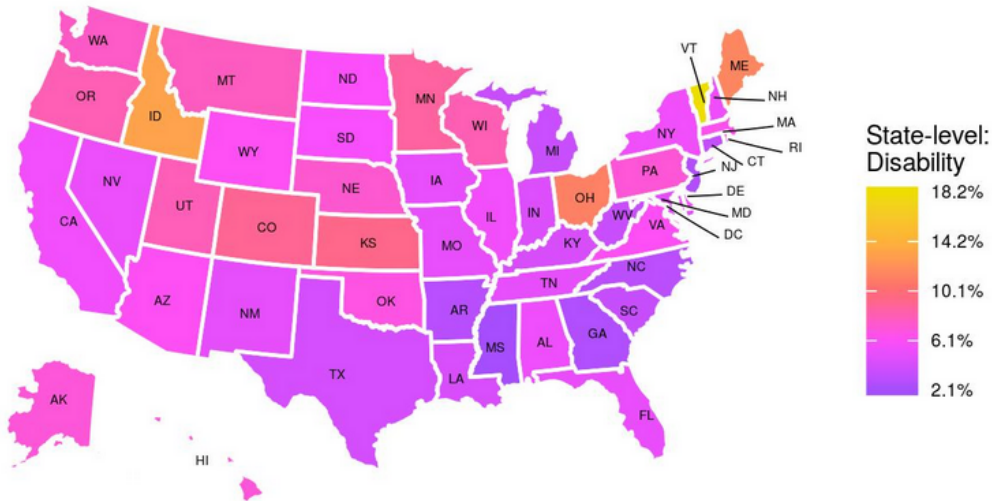 VT
WA
ME
MT
ND
OR
MN
NH
ID
SD
WI
MA
NY
WY
MI
RI
CT
PA
NJ
NV
IA
NE
DE
UT
OH
MD
IL
IN
WV
CA
CO
VA
DC
KS
MO
KY
NC
TN
AZ
OK
NM
AR
SC
GA
MS
AL
TX
LA
AK
FL
HI
State-level:
Disability
18.2%
14.2%
10.1%
6.1%
2.1%